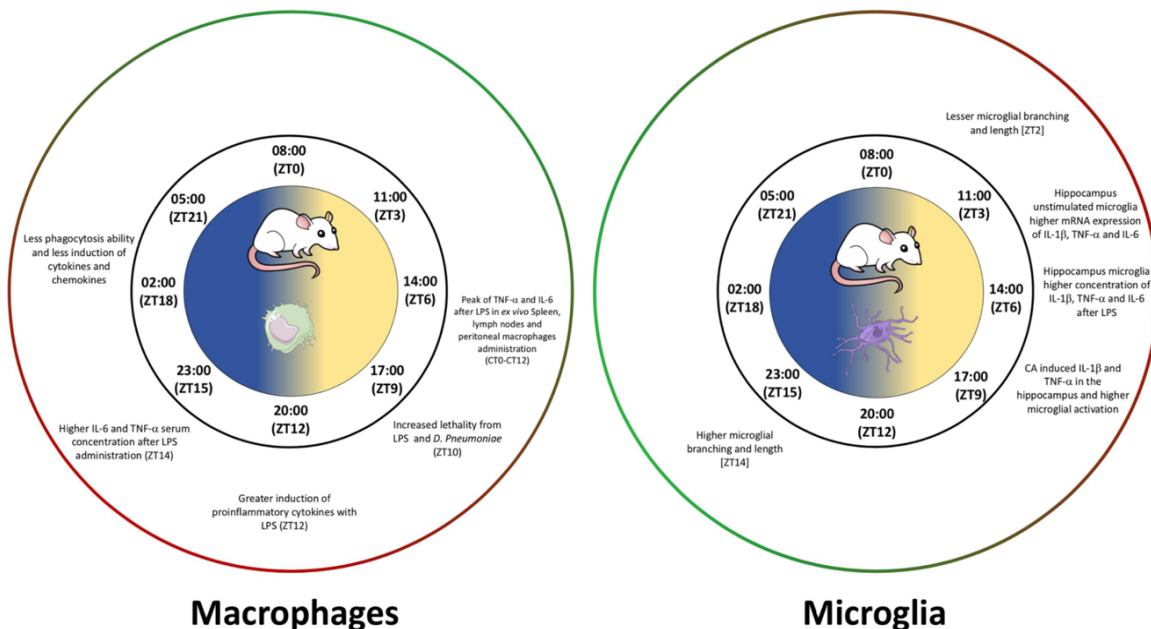 08:00
(ZT0)
11:00
(ZT3)
14:00
(ZT6)
17:00
(ZT9)
20:00
(ZT12)
23:00
(ZT15)
02:00
(ZT18)
05:00
(ZT21)
Less phagocytosis ability
and less induction of
cytokines and
chemokines
Peak of TNF-α and IL-6
after LPS in ex vivo Spleen,
lymph nodes and
peritoneal macrophages
administration
(CT0-CT12)
Increased lethality from
LPS and D. Pneumoniae
(ZT10)
Higher IL-6 and TNF-α serum
concentration after LPS
administration (ZT14)
Greater induction of
proinflammatory cytokines with
LPS (ZT12)
Macrophages
Lesser microglial branching
and length [ZT2]
08:00
(ZT0)
11:00
(ZT3)
14:00
(ZT6)
17:00
(ZT9)
20:00
(ZT12)
23:00
(ZT15)
02:00
(ZT18)
05:00
(ZT21)
Hippocampus
unstimulated microglia
higher mRNA expression
of IL-1β, TNF-α and IL-6
Hippocampus microglia
higher concentration of
IL-1β, TNF-α and IL-6
after LPS
CA induced IL-1β and
TNF-α in the
hippocampus and higher
microglial activation
Higher microglial
branching and length
[ZT14]
Microglia